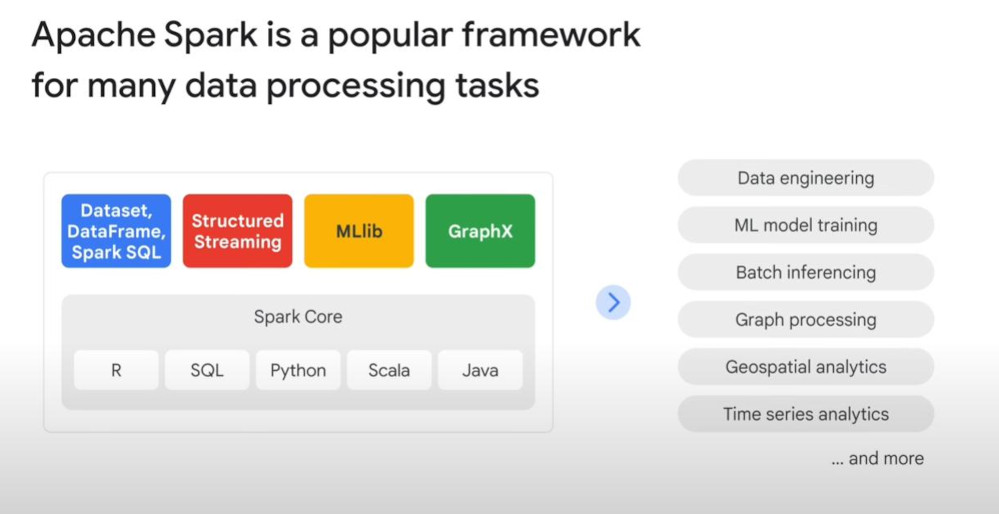 Apache Spark is a popular framework
for many data processing tasks
Dataset,
DataFrame,
Spark SQL
Structured
Streaming
MLlib
GraphX
Spark Core
R
SQL
Python
Scala
Java
Data engineering
ML model training
Batch inferencing
Graph processing
Geospatial analytics
Time series analytics
... and more